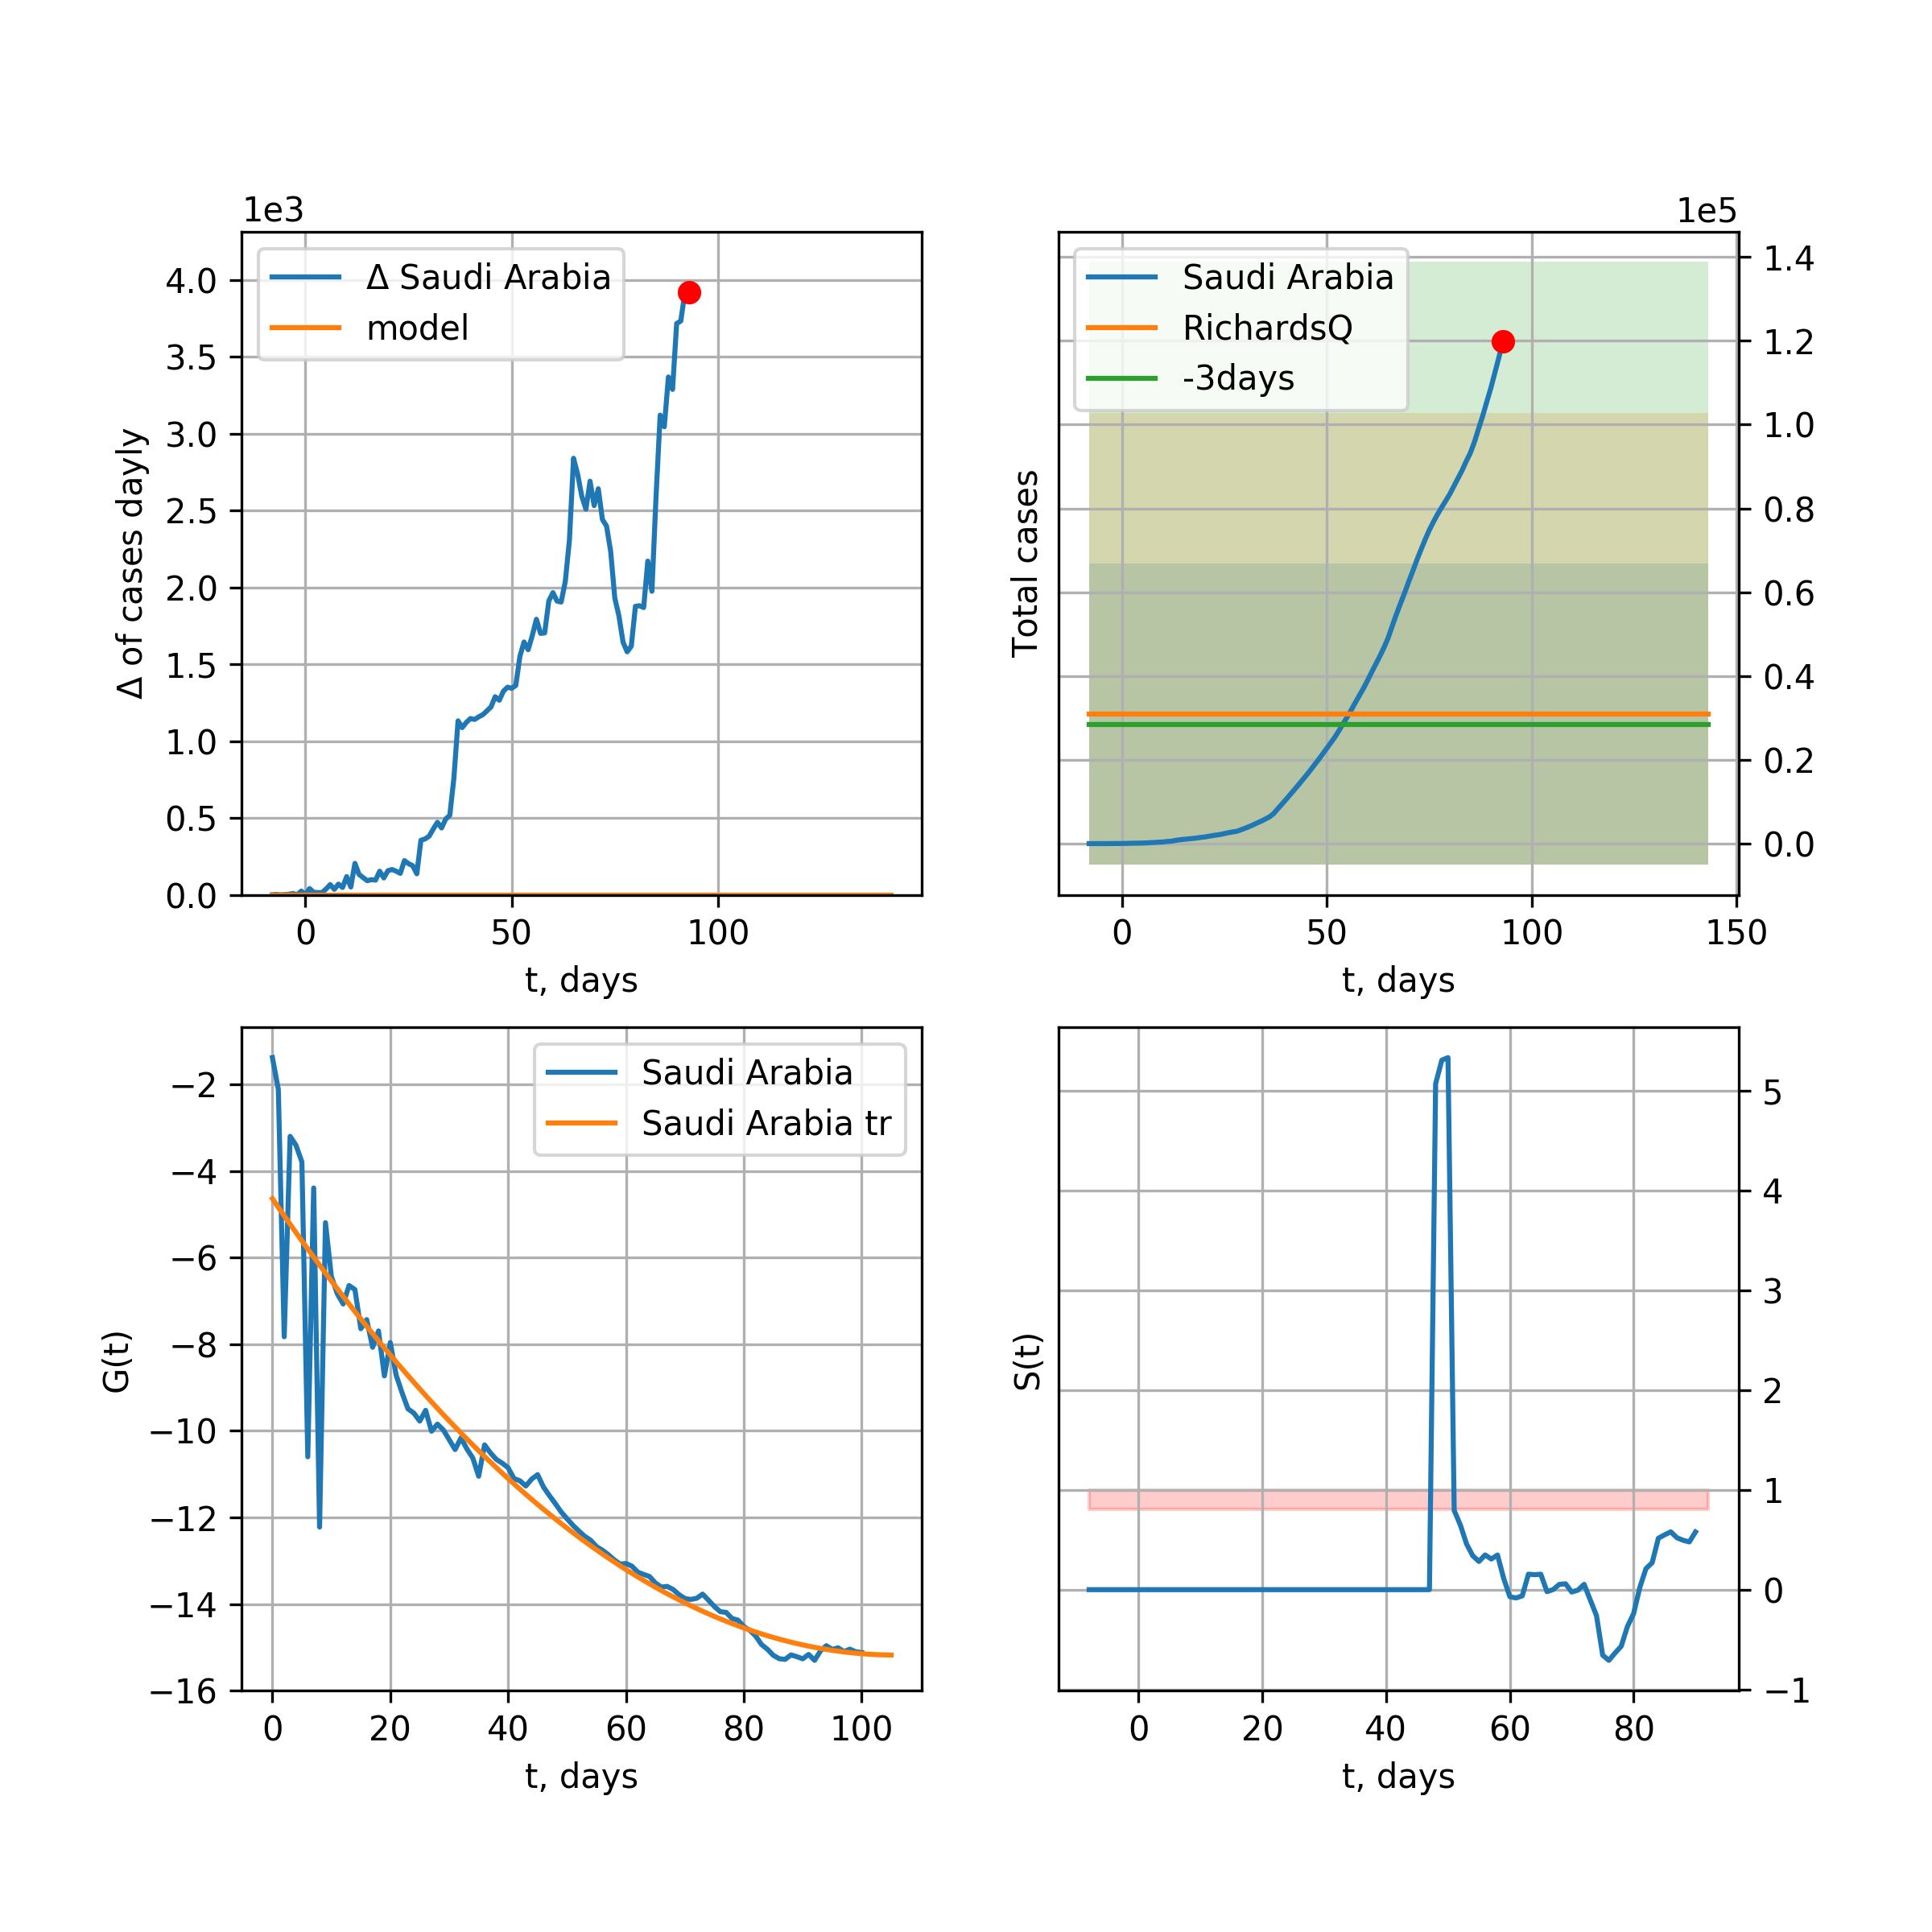 1e3
Δ Saudi Arabia
model
4.0
3.5
3.0
2.5
2.0
1.5
1.0
0.5
0.0
Δ of cases dayly
0 50 100
t, days
1e5
Saudi Arabia
RichardsQ
-3days
1.4
1.2
1.0
0.8
0.6
0.4
0.2
0.0
Total cases
0 50 100 150
t, days
Saudi Arabia
Saudi Arabia tr
−2
−4
−6
−8
−10
−12
−14
−16
G(t)
0 20 40 60 80 100
t, days
5
4
3
2
1
0
−1
S(t)
0 20 40 60 80
t, days